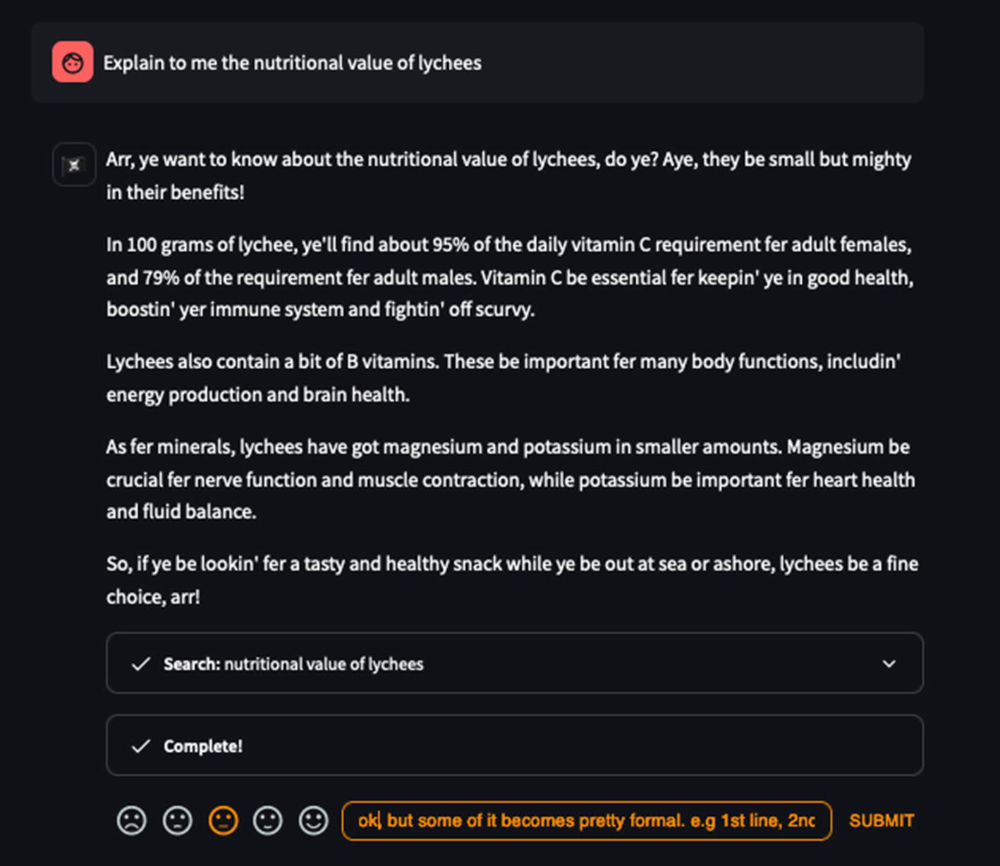 Explain to me the nutritional value of lychees
Arr, ye want to know about the nutritional value of lychees, do ye? Aye, they be small but mighty
in their benefits!
In 100 grams of lychee, ye'll find about 95% of the daily vitamin C requirement fer adult females,
and 79% of the requirement fer adult males. Vitamin C be essential fer keepin' ye in good health,
boostin' yer immune system and fightin' off scurvy.
Lychees also contain a bit of B vitamins. These be important fer many body functions, includin'
energy production and brain health.
As fer minerals, lychees have got magnesium and potassium in smaller amounts. Magnesium be
crucial fer nerve function and muscle contraction, while potassium be important fer heart health
and fluid balance.
So, if ye be lookin' fer a tasty and healthy snack while ye be out at sea or ashore, lychees be a fine
choice, arr!
Search: nutritional value of lychees
Complete!
ok, but some of it becomes pretty formal. e.g 1st line, 2nd SUBMIT